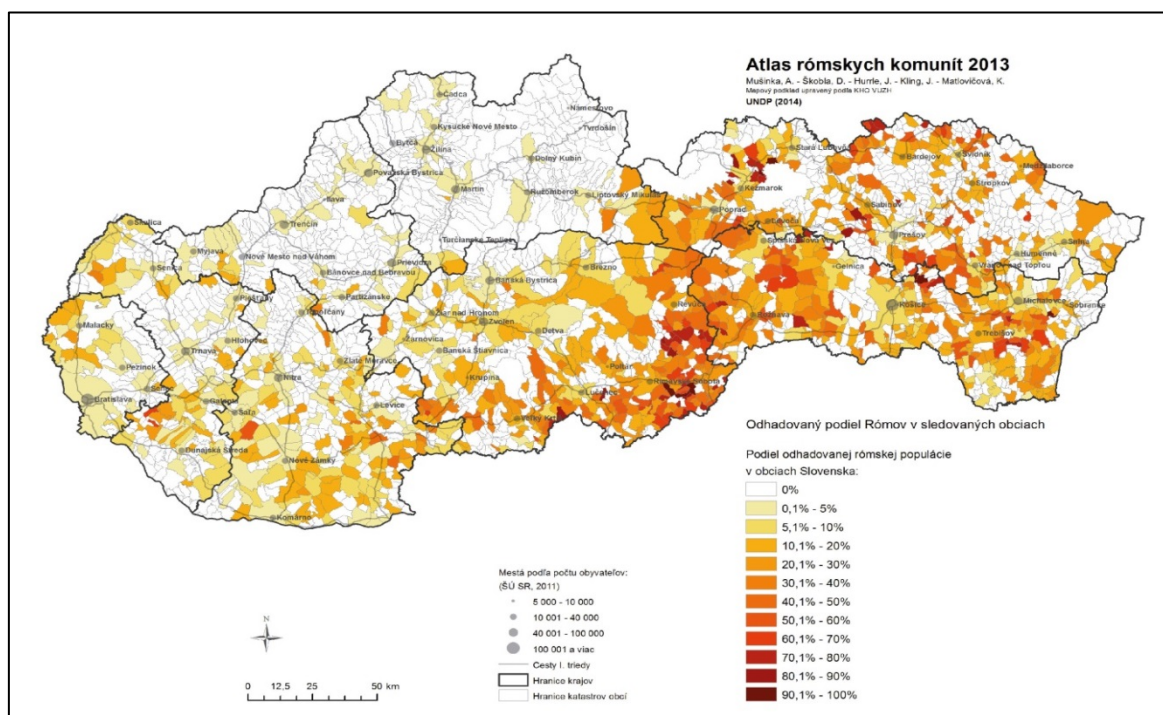 Atlas rómskych komunít 2013
Mušinka, A. - Škobla, D. - Hurrle, J. - Kling, J. - Matlovičová, K.
Mapový podklad upravený podľa KHO VUZH
UNDP (2014)
Čadca
Námestovo
Kysucké Nové Mesto
Tvrdošín
Bytča
Žilina
Dolný Kubín
Považská Bystrica
Martin
Ružomberok
Liptovský Mikuláš
Ilava
Stará Ľubovňa
Bardejov
Svidník
Medzilaborce
Kežmarok
Stropkov
Poprad
Sabinov
Levoča
Prešov
Skalica
Trenčín
Myjava
Nové Mesto nad Váhom
Turčianske Teplice
Snina
Humenné
Senica
Prievidza
Bánovce nad Bebravou
Banská Bystrica
Brezno
Gelnica
Vranov nad Topľou
Piešťany
Partizánske
Revúca
Košice
Michalovce
Sobrance
Malacky
Žiar nad Hronom
Zvolen
Detva
Rožňava
Trebišov
Hlohovec
Žarnovica
Trnava
Zlaté Moravce
Banská Štiavnica
Pezinok
Krupina
Poltár
Nitra
Rimavská Sobota
Senec
Bratislava
Galanta
Šaľa
Levice
Lučenec
Veľký Krtíš
Dunajská Streda
Nové Zámky
Komárno
Odhadovaný podiel Rómov v sledovaných obciach
Podiel odhadovanej rómskej populácie
v obciach Slovenska:
0%
0,1% - 5%
5,1% - 10%
10,1% - 20%
20,1% - 30%
30,1% - 40%
40,1% - 50%
50,1% - 60%
60,1% - 70%
70,1% - 80%
80,1% - 90%
90,1% - 100%
Mestá podľa počtu obyvateľov:
(ŠÚ SR, 2011)
5 000 - 10 000
10 001 - 40 000
40 001 - 100 000
100 001 a viac
Cesty I. triedy
Hranice krajov
Hranice katastrov obcí
N
0 12,5 25 50 km